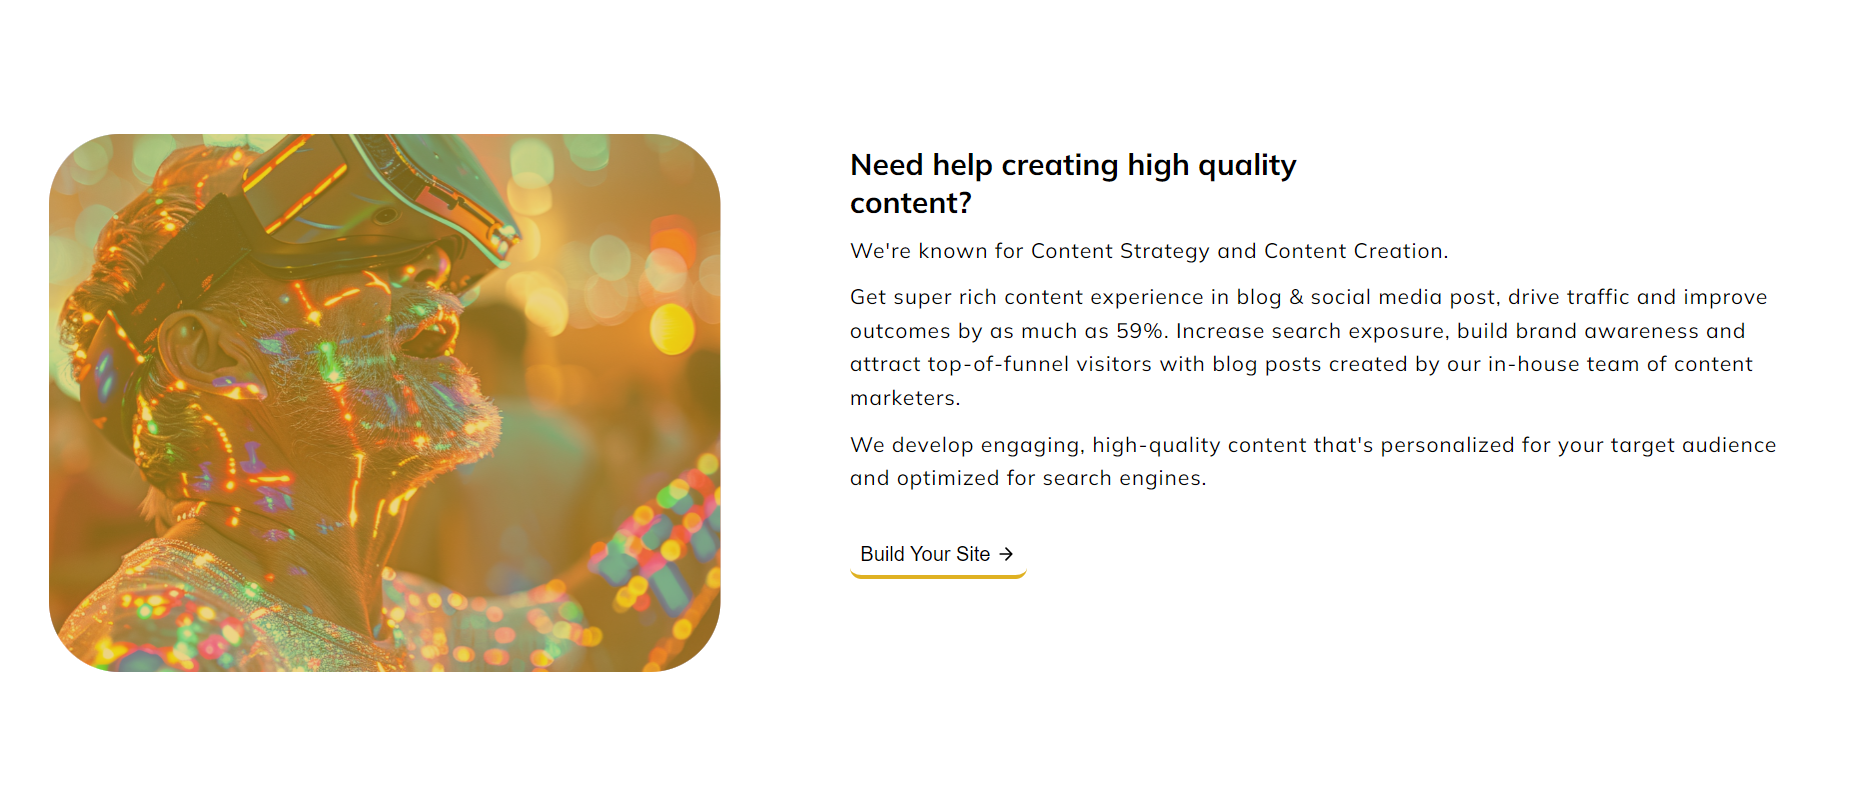 Need help creating high quality
content?
We're known for Content Strategy and Content Creation.
Get super rich content experience in blog & social media post, drive traffic and improve
outcomes by as much as 59%. Increase search exposure, build brand awareness and
attract top-of-funnel visitors with blog posts created by our in-house team of content
marketers.
We develop engaging, high-quality content that's personalized for your target audience
and optimized for search engines.
Build Your Site →